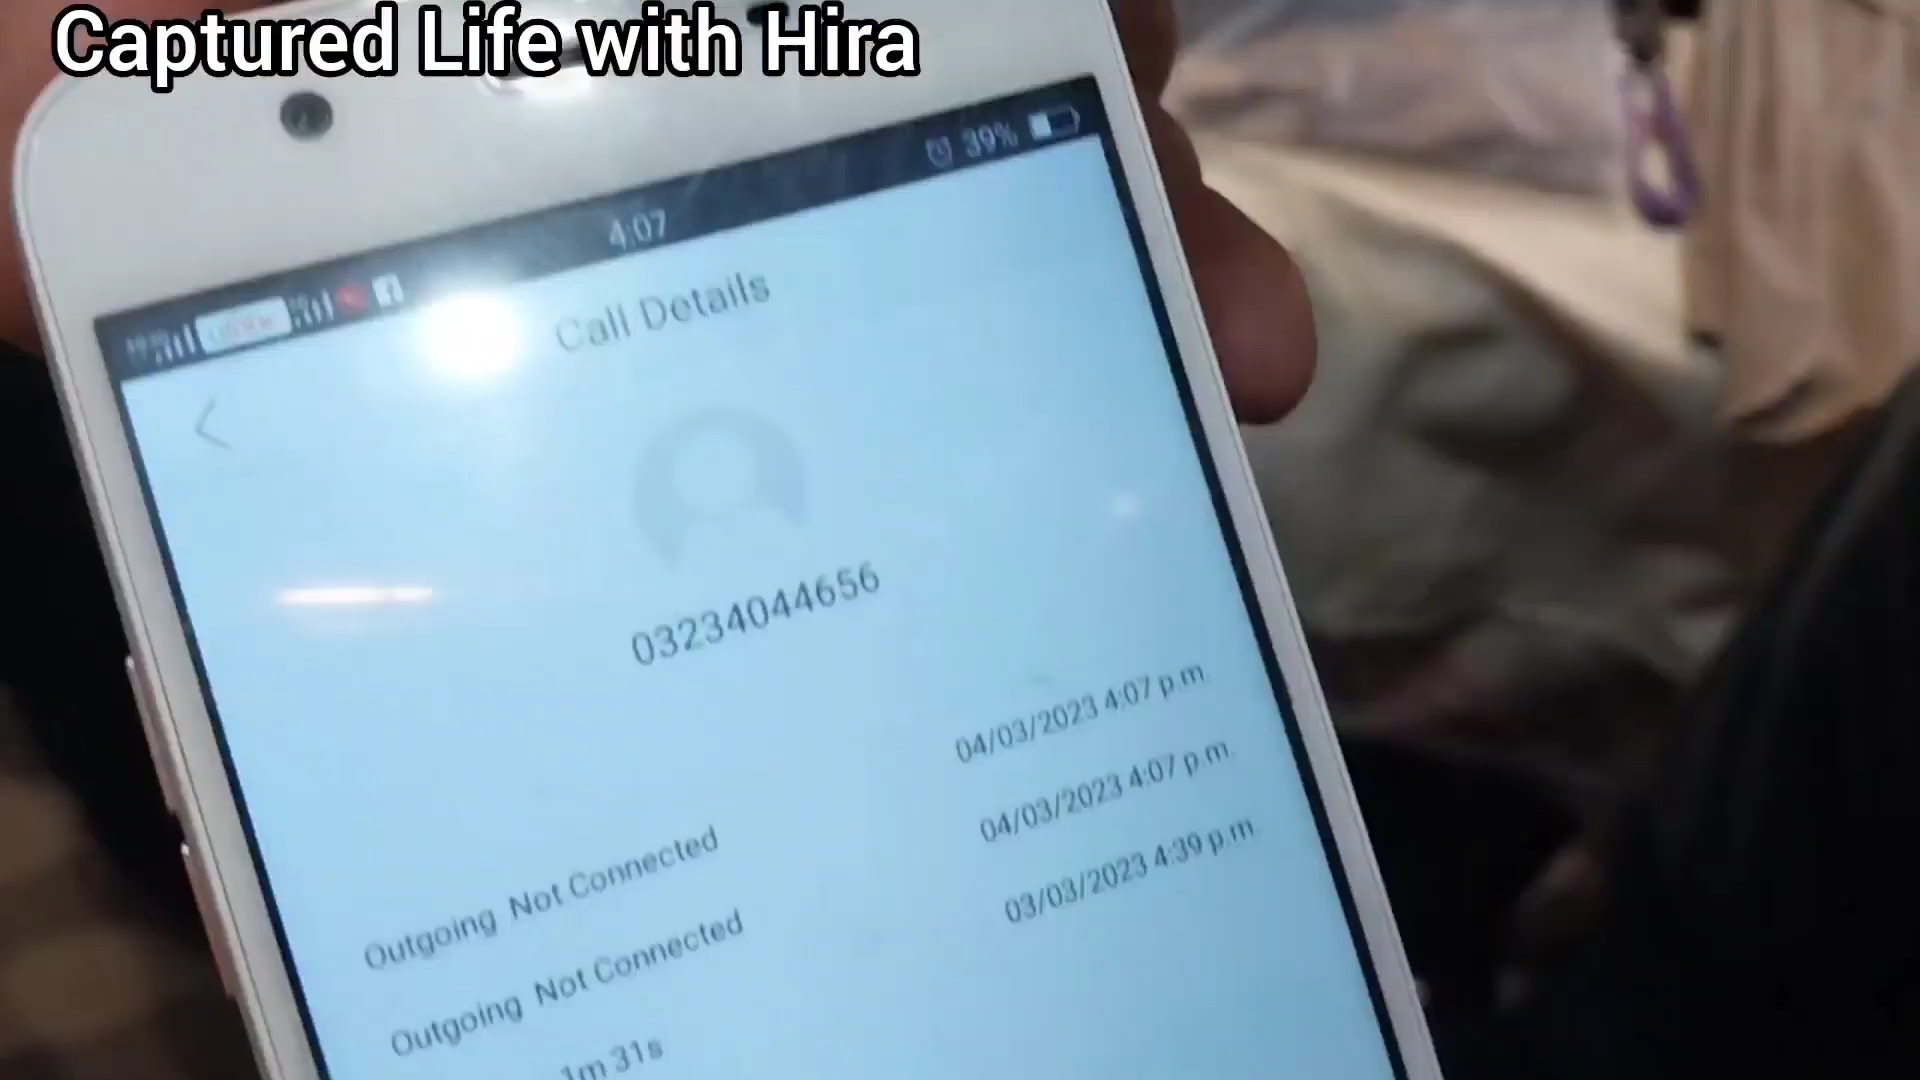 Captured Life with Hira
39%
4:07
Call Details
03234044656
04/03/2023 4:07 p.m.
Outgoing Not Connected
04/03/2023 4:07 p.m.
Outgoing Not Connected
03/03/2023 4:39 p.m.
1m 31s